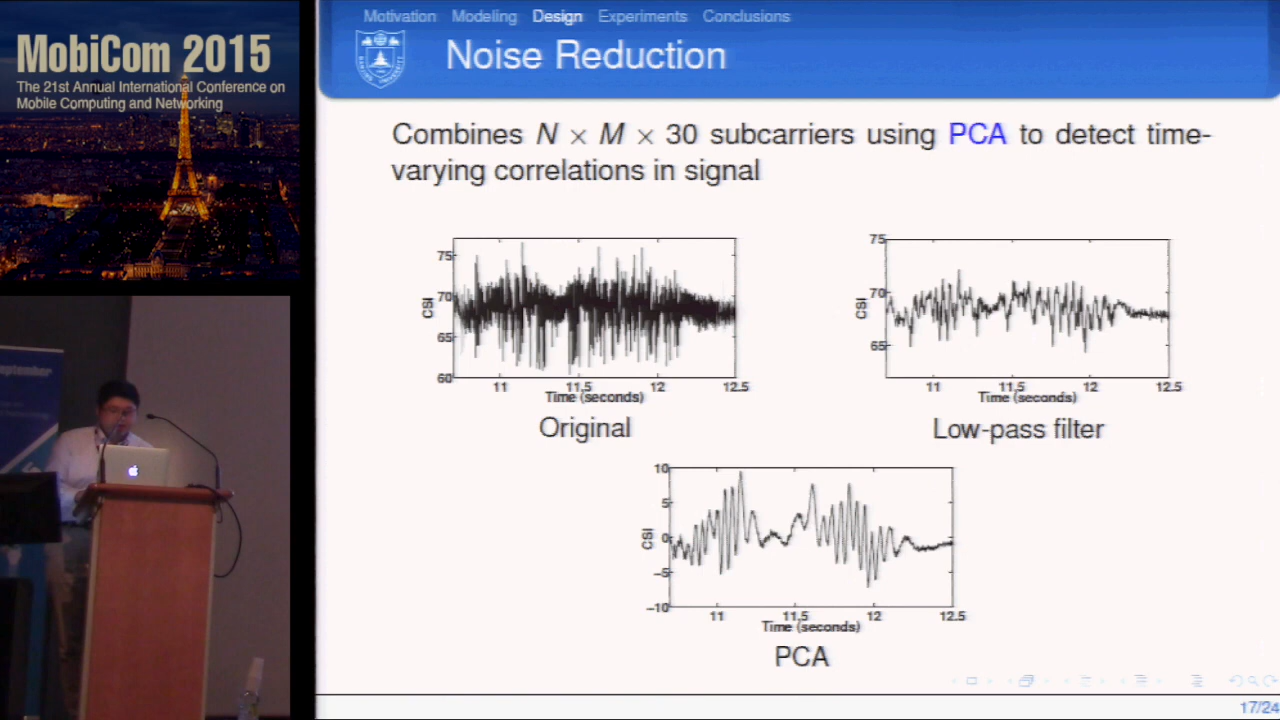 MobiCom 2015
The 21st Annual International Conference on
Mobile Computing and Networking
Motivation Modeling Design Experiments Conclusions
Noise Reduction
Combines N × M × 30 subcarriers using PCA to detect time-
varying correlations in signal
75
70
65
60
CSI
11 11.5 12 12.5
Time (seconds)
Original
75
70
65
CSI
11 11.5 12 12.5
Time (seconds)
Low-pass filter
10
5
0
−5
−10
CSI
11 11.5 12 12.5
Time (seconds)
PCA
17/24